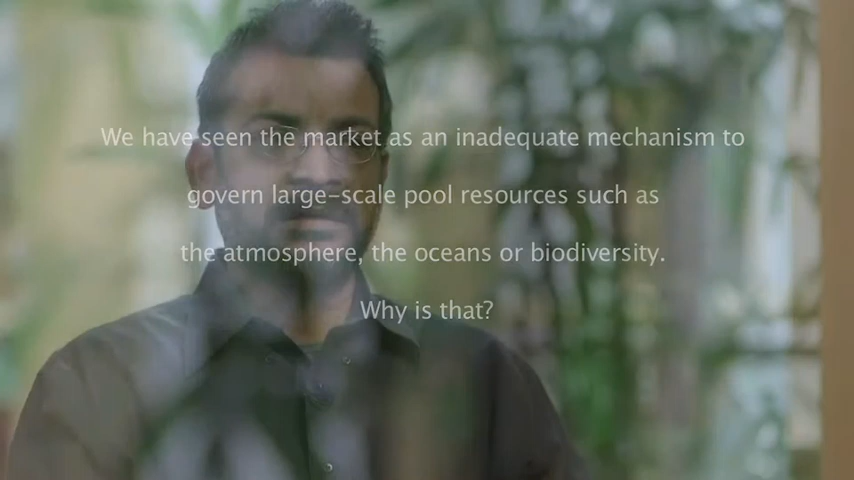 We have seen the market as an inadequate mechanism to
govern large-scale pool resources such as
the atmosphere, the oceans or biodiversity.
Why is that?